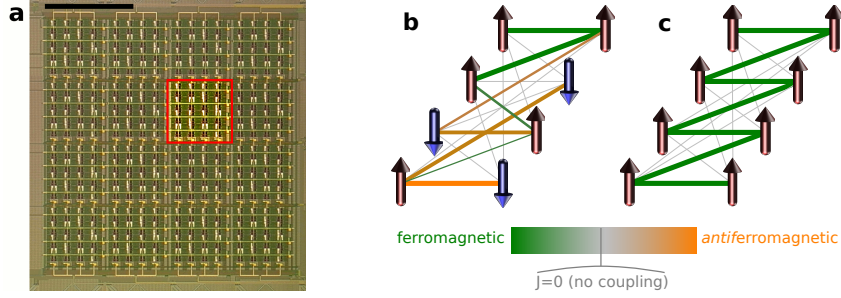 a
b
c
ferromagnetic
antiferromagnetic
J=0 (no coupling)